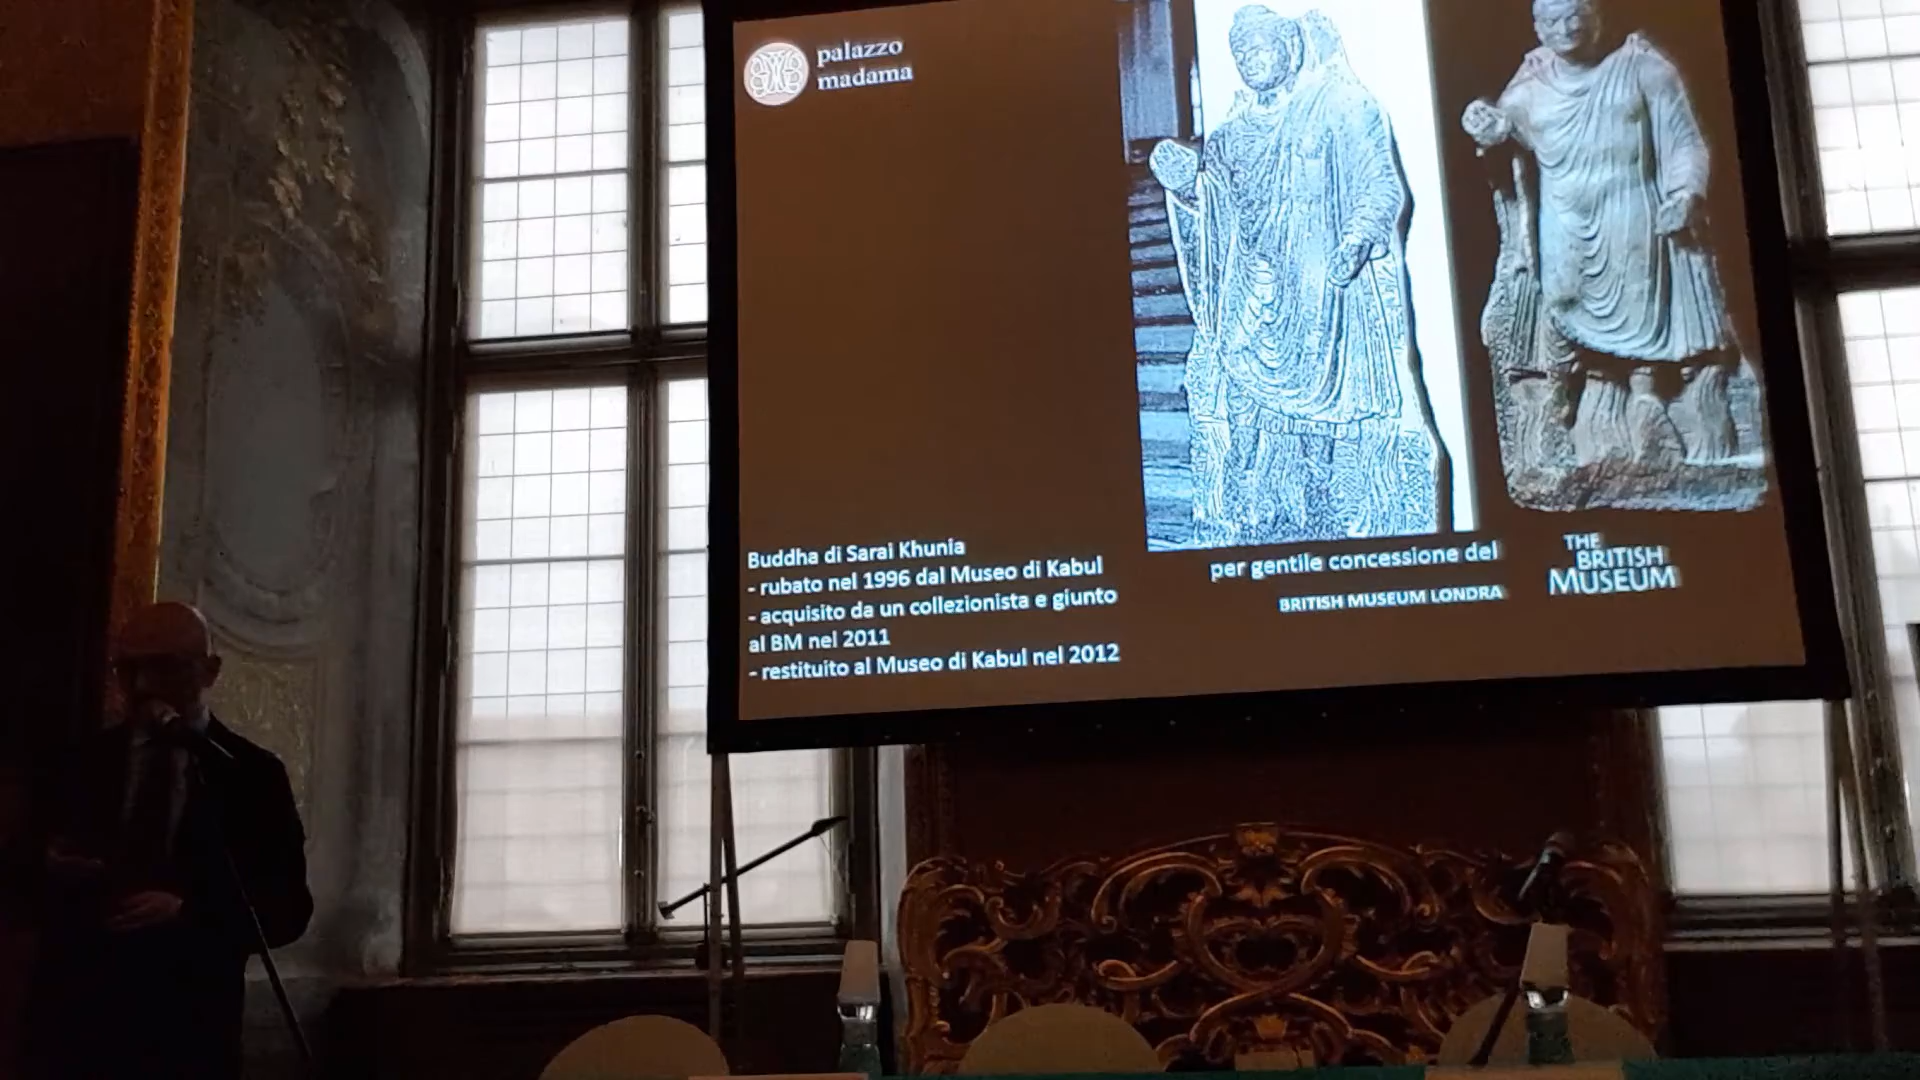 palazzo
madama
Buddha di Sarai Khunia
- rubato nel 1996 dal Museo di Kabul
- acquisito da un collezionista e giunto
al BM nel 2011
- restituito al Museo di Kabul nel 2012
per gentile concessione del
BRITISH MUSEUM LONDRA
THE
BRITISH
MUSEUM